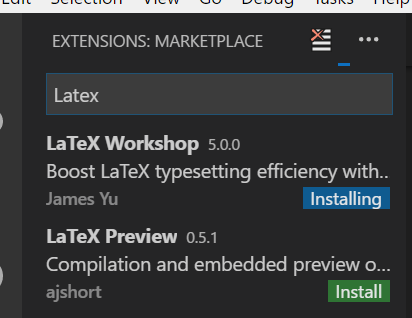 Edit Selection View Go Debug Tasks Help
EXTENSIONS: MARKETPLACE
Latex
LaTeX Workshop 5.0.0
Boost LaTeX typesetting efficiency with...
James Yu Installing
LaTeX Preview 0.5.1
Compilation and embedded preview o...
ajshort Install